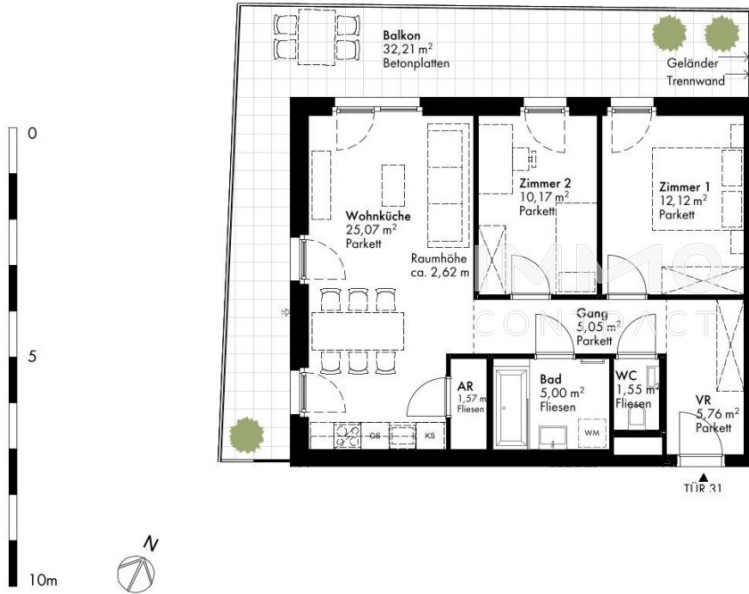 Balkon
32,21 m²
Betonplatten
Geländer
Trennwand
0
Zimmer 2
10,17 m²
Parkett
Zimmer 1
12,12 m²
Parkett
Wohnküche
25,07 m²
Parkett
Raumhöhe
ca. 2,62 m
IMMO
CONTRACT
Gang
5,05 m²
Parkett
5
AR
1,57 m
Fliesen
Bad
5,00 m²
Fliesen
WC
1,55 m²
Fliesen
VR
5,76 m²
Parkett
GS
KS
WM
TÜR 31
N
10m